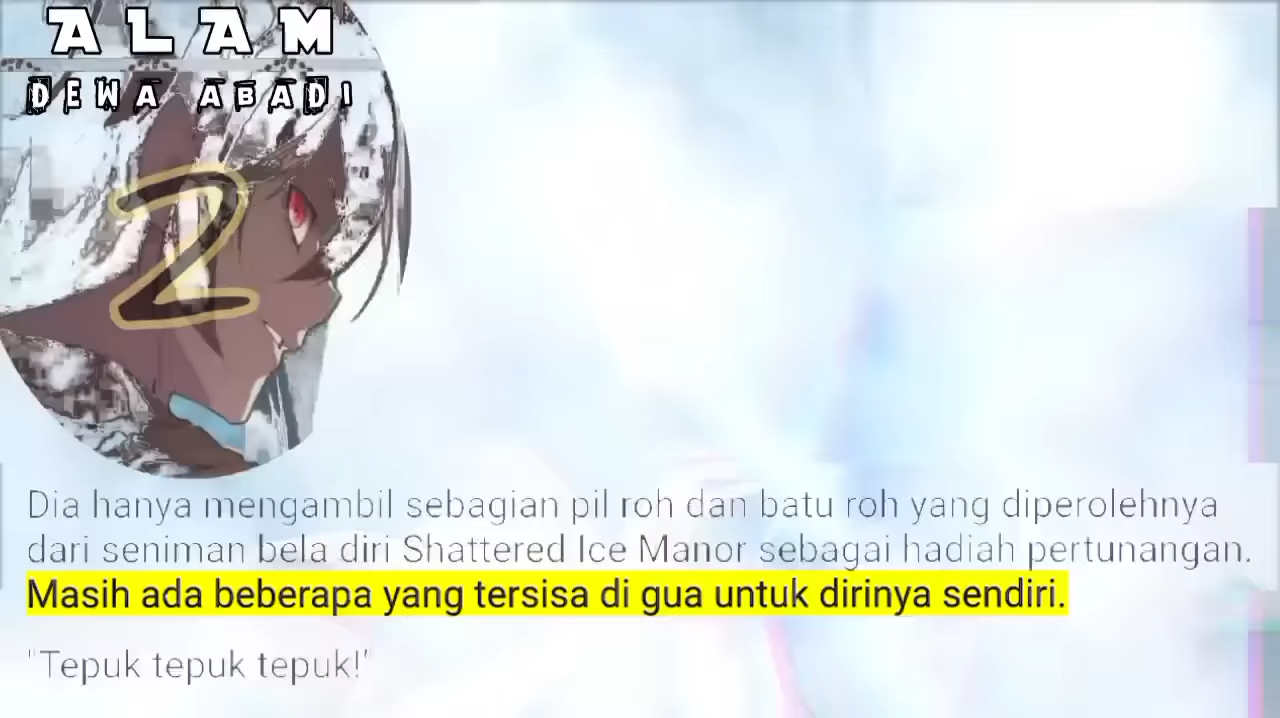 ALAM
DEWA ABADI
2
Dia hanya mengambil sebagian pil roh dan batu roh yang diperolehnya
dari seniman bela diri Shattered Ice Manor sebagai hadiah pertunangan.
Masih ada beberapa yang tersisa di gua untuk dirinya sendiri.
"Tepuk tepuk tepuk!"